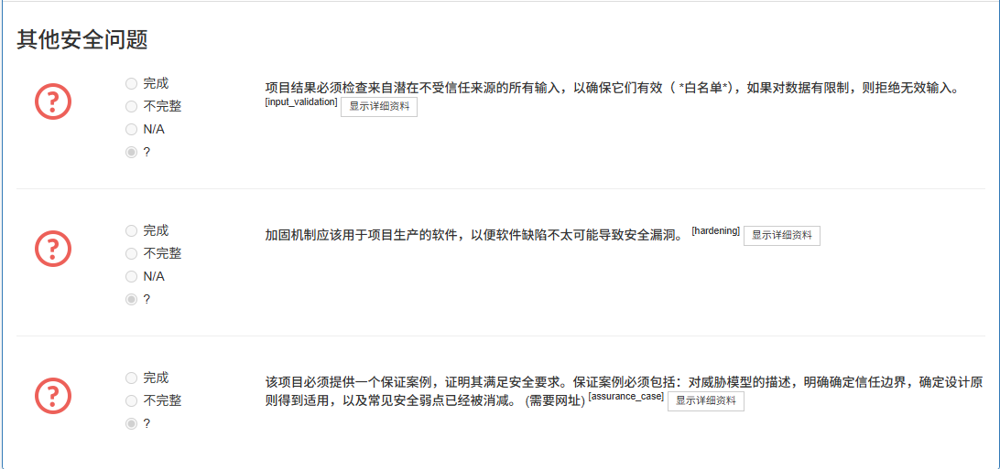 其他安全问题
完成
不完整
N/A
?
项目结果必须检查来自潜在不受信任来源的所有输入，以确保它们有效（ *白名单*），如果对数据有限制，则拒绝无效输入。
[input_validation] 显示详细资料
完成
不完整
N/A
?
加固机制应该用于项目生产的软件，以便软件缺陷不太可能导致安全漏洞。 [hardening] 显示详细资料
完成
不完整
?
该项目必须提供一个保证案例，证明其满足安全要求。保证案例必须包括：对威胁模型的描述，明确确定信任边界，确定设计原
则得到适用，以及常见安全弱点已经被消减。 (需要网址) [assurance_case] 显示详细资料